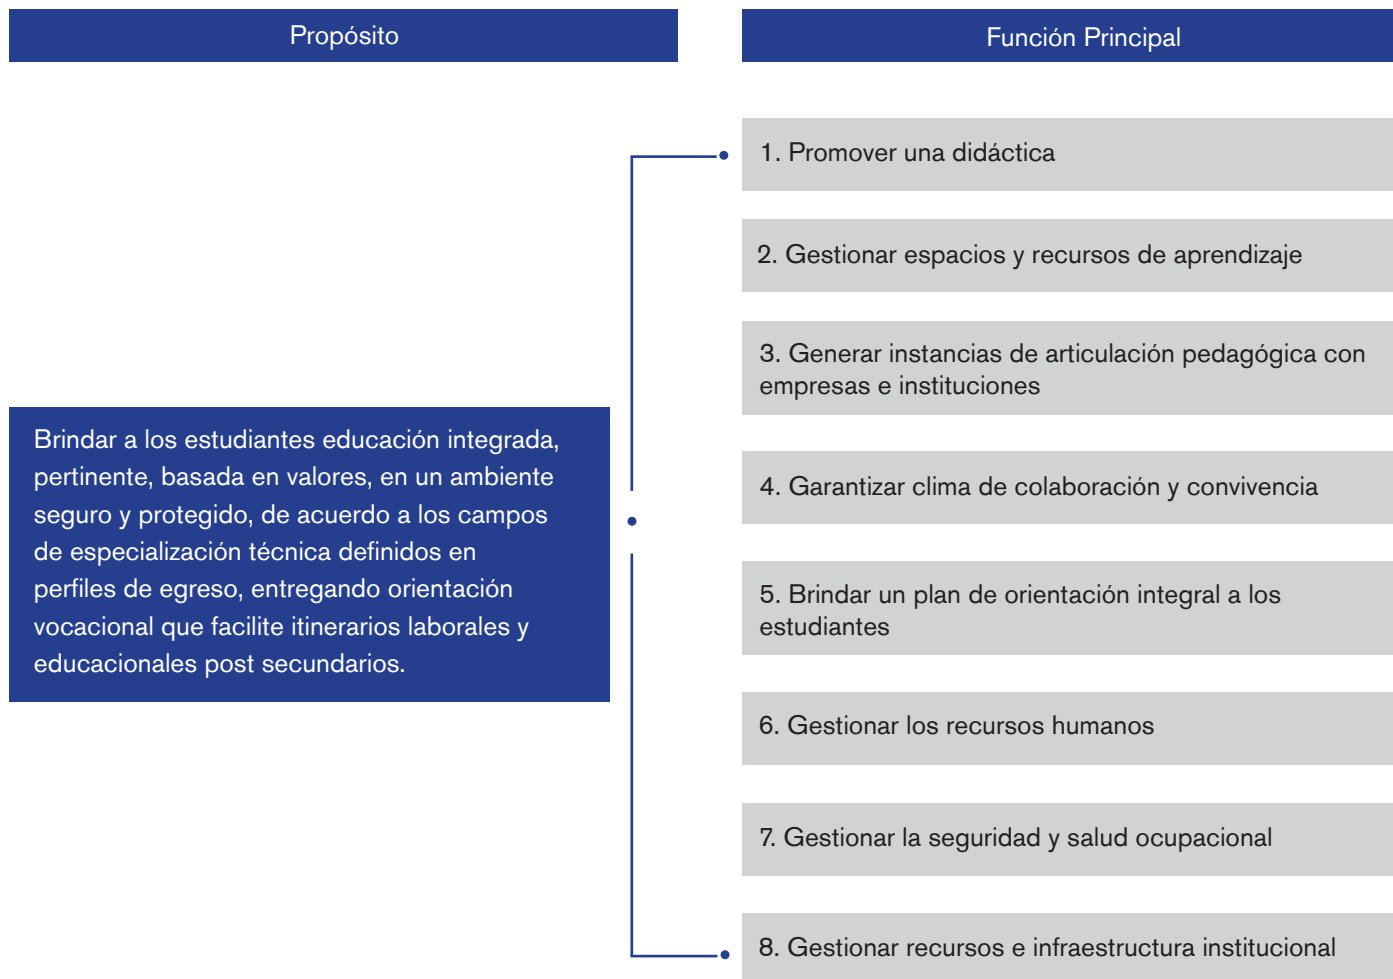 Propósito
Función Principal
Brindar a los estudiantes educación integrada,
pertinente, basada en valores, en un ambiente
seguro y protegido, de acuerdo a los campos
de especialización técnica definidos en
perfiles de egreso, entregando orientación
vocacional que facilite itinerarios laborales y
educacionales post secundarios.
1. Promover una didáctica
2. Gestionar espacios y recursos de aprendizaje
3. Generar instancias de articulación pedagógica con
empresas e instituciones
4. Garantizar clima de colaboración y convivencia
5. Brindar un plan de orientación integral a los
estudiantes
6. Gestionar los recursos humanos
7. Gestionar la seguridad y salud ocupacional
8. Gestionar recursos e infraestructura institucional